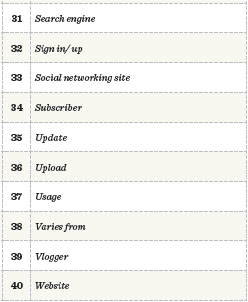 31 Search engine
32 Sign in/up
33 Social networking site
34 Subscriber
35 Update
36 Upload
37 Usage
38 Varies from
39 Vlogger
40 Website